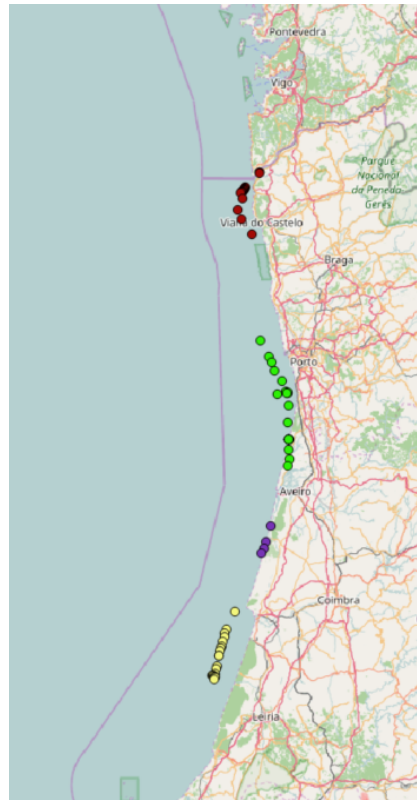 Pontevedra
Vigo
Parque
Nacional
da Peneda
Gerês
Viana do Castelo
Braga
Porto
Aveiro
Coimbra
Leiria